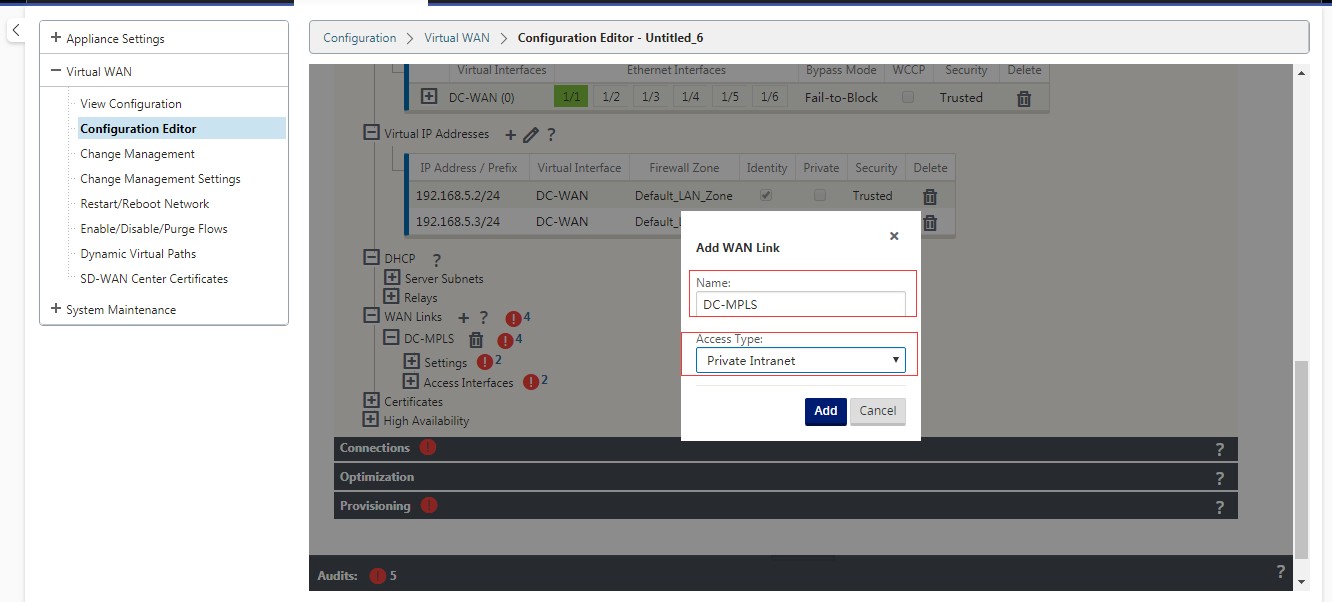 Configuration > Virtual WAN > Configuration Editor - Untitled_6
+ Appliance Settings
− Virtual WAN
View Configuration
Configuration Editor
Change Management
Change Management Settings
Restart/Reboot Network
Enable/Disable/Purge Flows
Dynamic Virtual Paths
SD-WAN Center Certificates
+ System Maintenance
Virtual Interfaces Ethernet Interfaces Bypass Mode WCCP Security Delete
DC-WAN (0) 1/1 1/2 1/3 1/4 1/5 1/6 Fail-to-Block Trusted
Virtual IP Addresses + ?
IP Address / Prefix Virtual Interface Firewall Zone Identity Private Security Delete
192.168.5.2/24 DC-WAN Default_LAN_Zone Trusted
192.168.5.3/24 DC-WAN
DHCP ?
Server Subnets
Relays
WAN Links + ? ! 4
DC-MPLS ! 4
Settings ! 2
Access Interfaces ! 2
Certificates
High Availability
Add WAN Link ×
Name:
DC-MPLS
Access Type:
Private Intranet
Add Cancel
Connections ! ?
Optimization ?
Provisioning ! ?
Audits: ! 5 ?